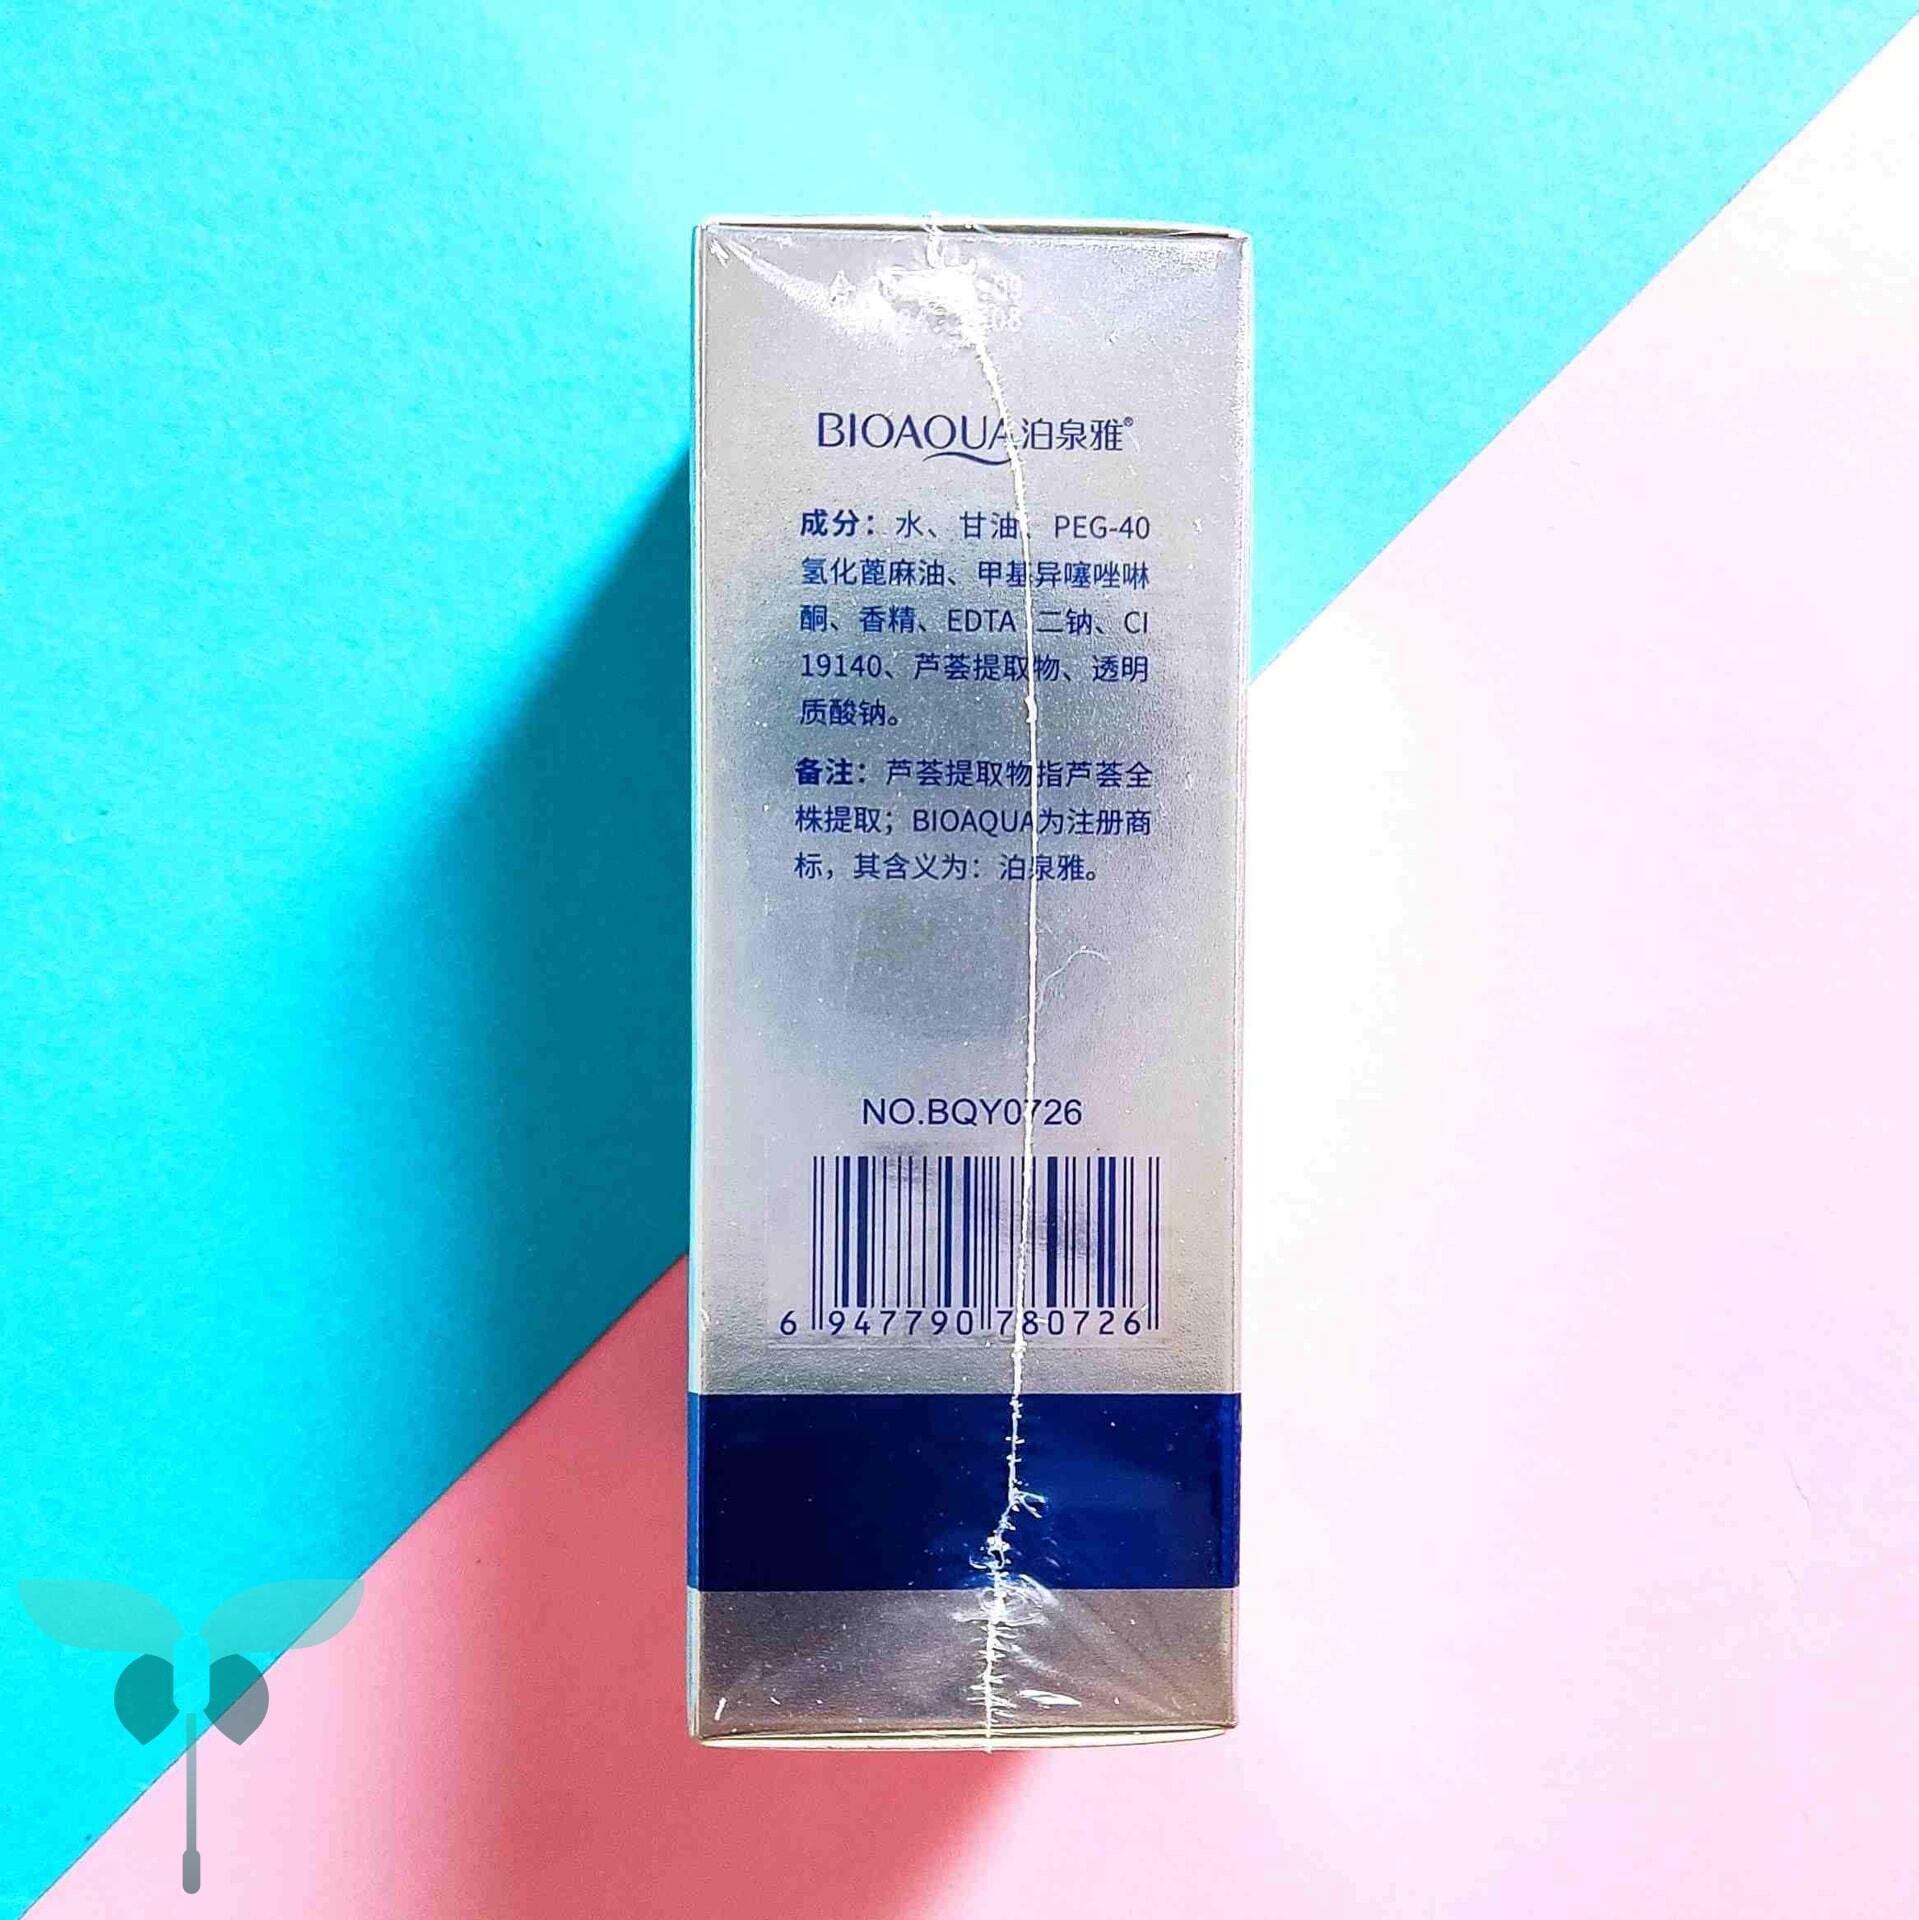 BIOAQUA泊泉雅®
成分：水、甘油、PEG-40
氢化蓖麻油、甲基异噻唑啉
酮、香精、EDTA 二钠、CI
19140、芦荟提取物、透明
质酸钠。
备注：芦荟提取物指芦荟全
株提取；BIOAQUA为注册商
标，其含义为：泊泉雅。
NO.BQY0726
6 947790 780726